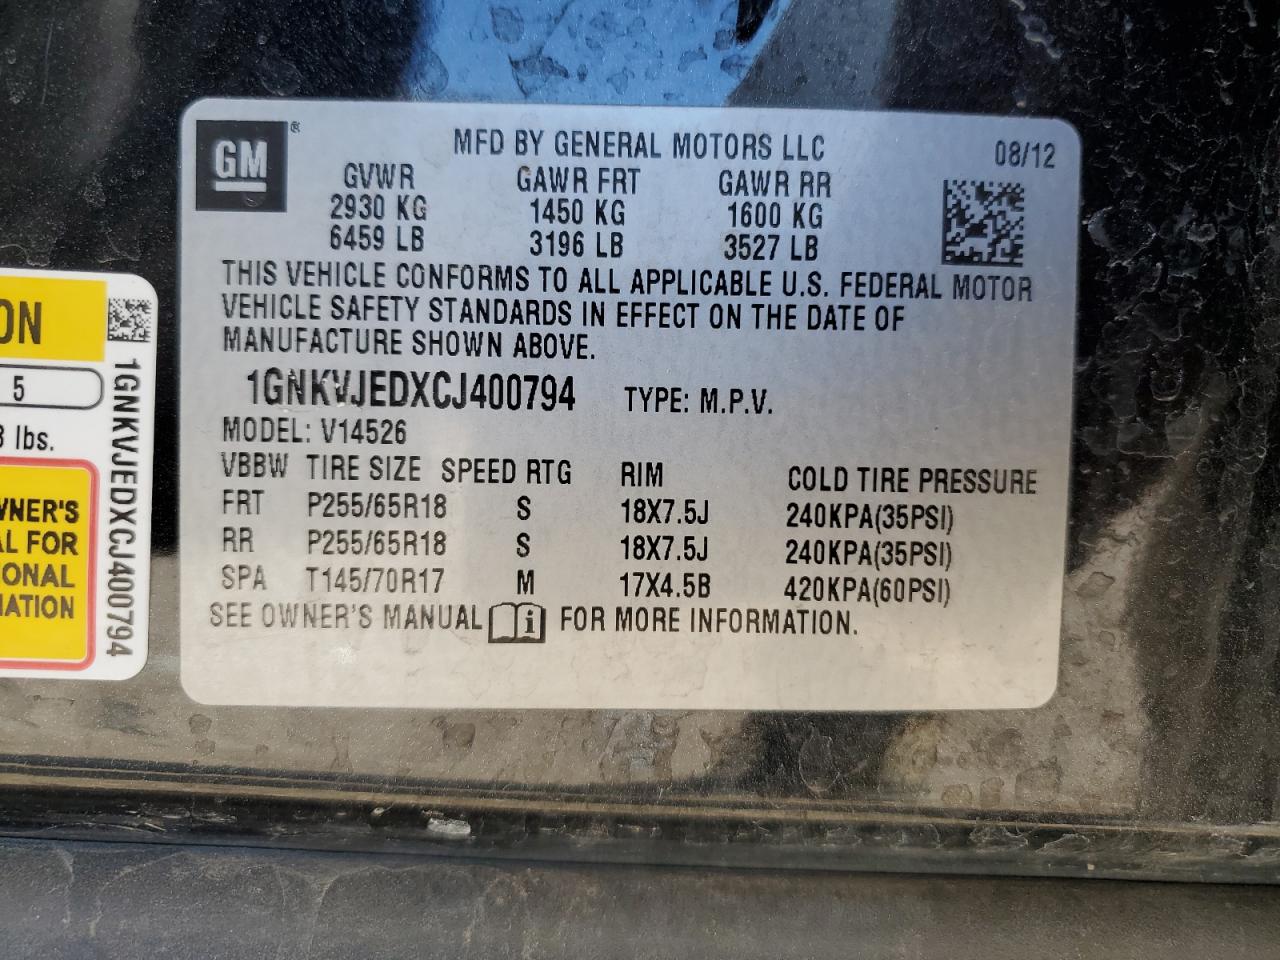 GM®
MFD BY GENERAL MOTORS LLC
08/12
GVWR GAWR FRT GAWR RR
2930 KG 1450 KG 1600 KG
6459 LB 3196 LB 3527 LB
THIS VEHICLE CONFORMS TO ALL APPLICABLE U.S. FEDERAL MOTOR
VEHICLE SAFETY STANDARDS IN EFFECT ON THE DATE OF
MANUFACTURE SHOWN ABOVE.
1GNKVJEDXCJ400794 TYPE: M.P.V.
MODEL: V14526
VBBW TIRE SIZE SPEED RTG RIM COLD TIRE PRESSURE
FRT P255/65R18 S 18X7.5J 240KPA(35PSI)
RR P255/65R18 S 18X7.5J 240KPA(35PSI)
SPA T145/70R17 M 17X4.5B 420KPA(60PSI)
SEE OWNER'S MANUAL i FOR MORE INFORMATION.
ON
5
lbs.
WNER'S
AL FOR
IONAL
MATION
1GNKVJEDXCJ400794